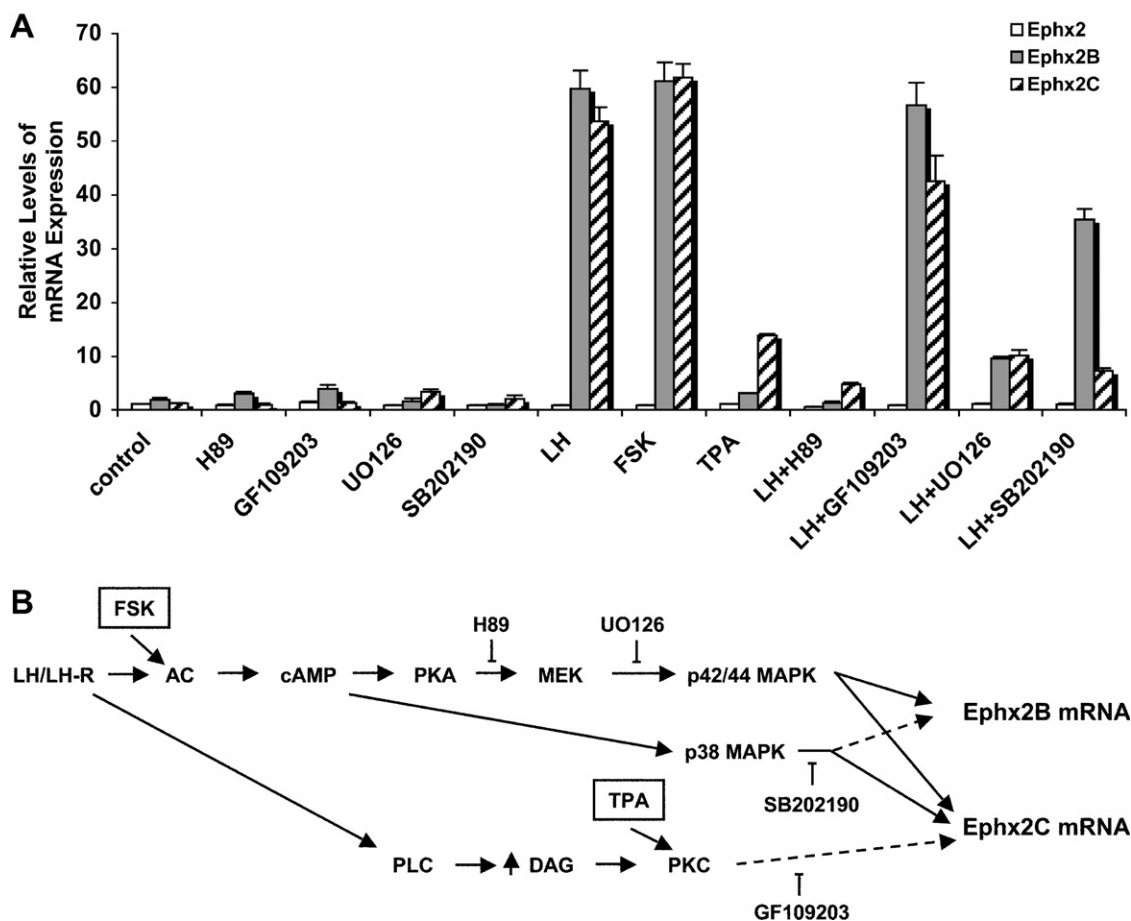 A
Relative Levels of
mRNA Expression
70
60
50
40
30
20
10
0
Ephx2
Ephx2B
Ephx2C
control
H89
GF109203
UO126
SB202190
LH
FSK
TPA
LH+H89
LH+GF109203
LH+UO126
LH+SB202190
B
FSK
H89
UO126
LH/LH-R
AC
cAMP
PKA
MEK
p42/44 MAPK
Ephx2B mRNA
p38 MAPK
SB202190
TPA
Ephx2C mRNA
PLC
DAG
PKC
GF109203